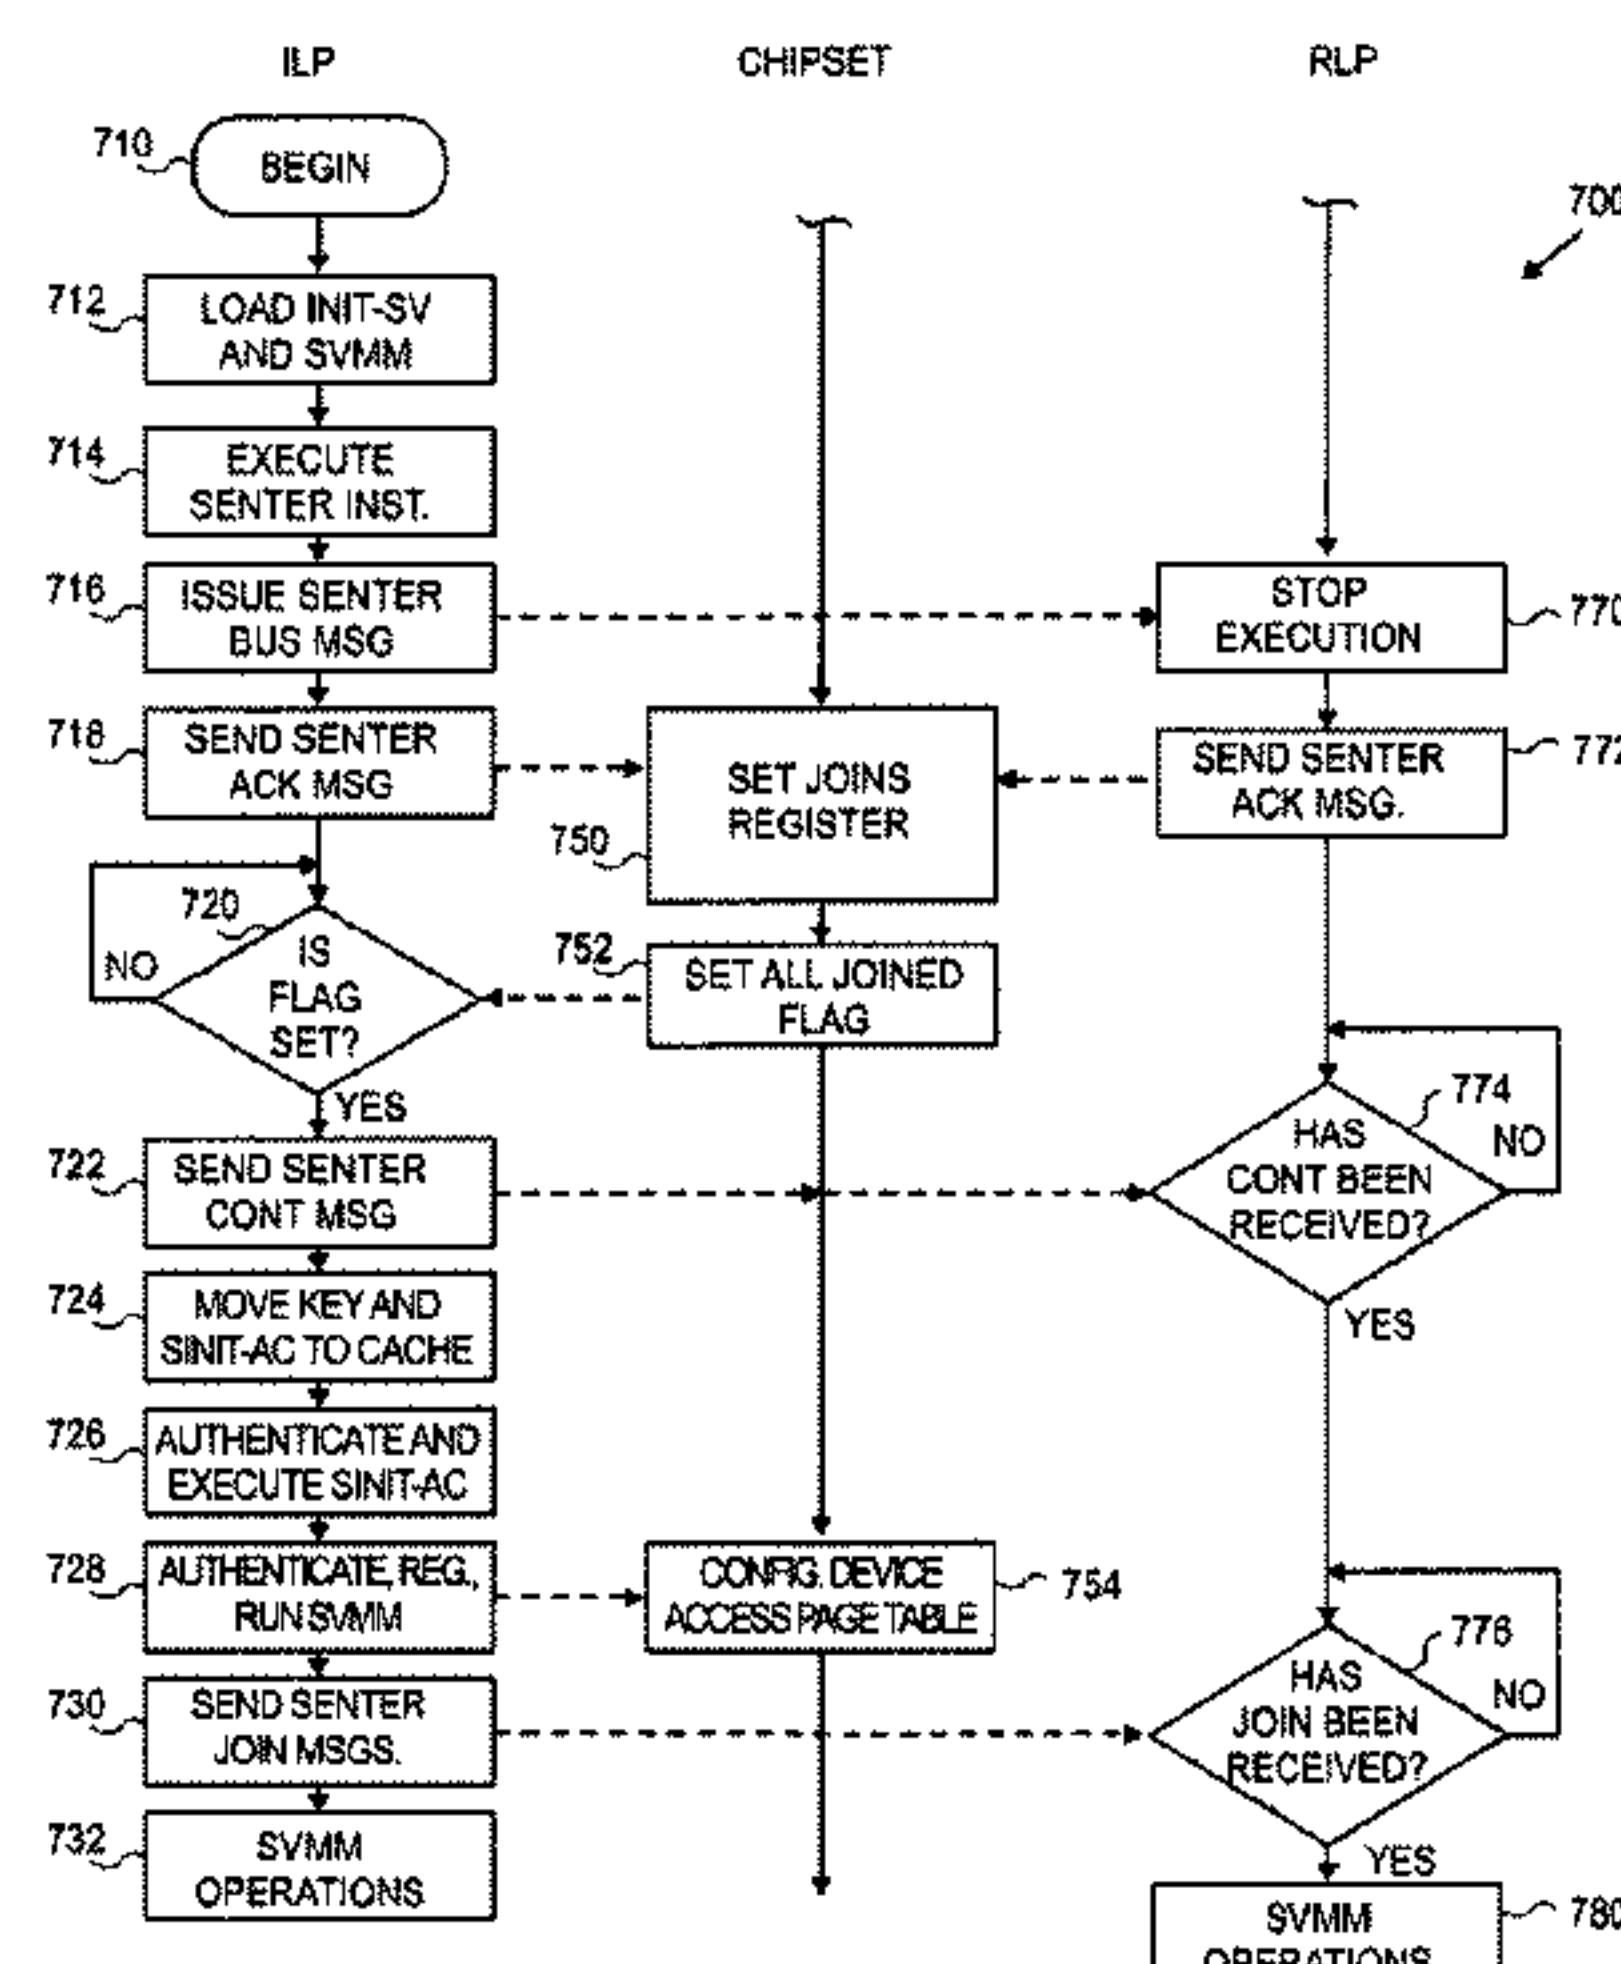 ILP
CHIPSET
RLP
710
BEGIN
700
712
LOAD INIT-SV
AND SVMM
714
EXECUTE
SENTER INST.
716
ISSUE SENTER
BUS MSG
STOP
EXECUTION
770
718
SEND SENTER
ACK MSG
SET JOINS
REGISTER
750
SEND SENTER
ACK MSG.
772
720
IS
FLAG
SET?
NO
YES
752
SET ALL JOINED
FLAG
774
HAS
CONT BEEN
RECEIVED?
NO
YES
722
SEND SENTER
CONT MSG
724
MOVE KEY AND
SINIT-AC TO CACHE
726
AUTHENTICATE AND
EXECUTE SINIT-AC
728
AUTHENTICATE, REG.,
RUN SVMM
CONFIG. DEVICE
ACCESS PAGE TABLE
754
730
SEND SENTER
JOIN MSGS.
776
HAS
JOIN BEEN
RECEIVED?
NO
YES
732
SVMM
OPERATIONS
SVMM
OPERATIONS
780